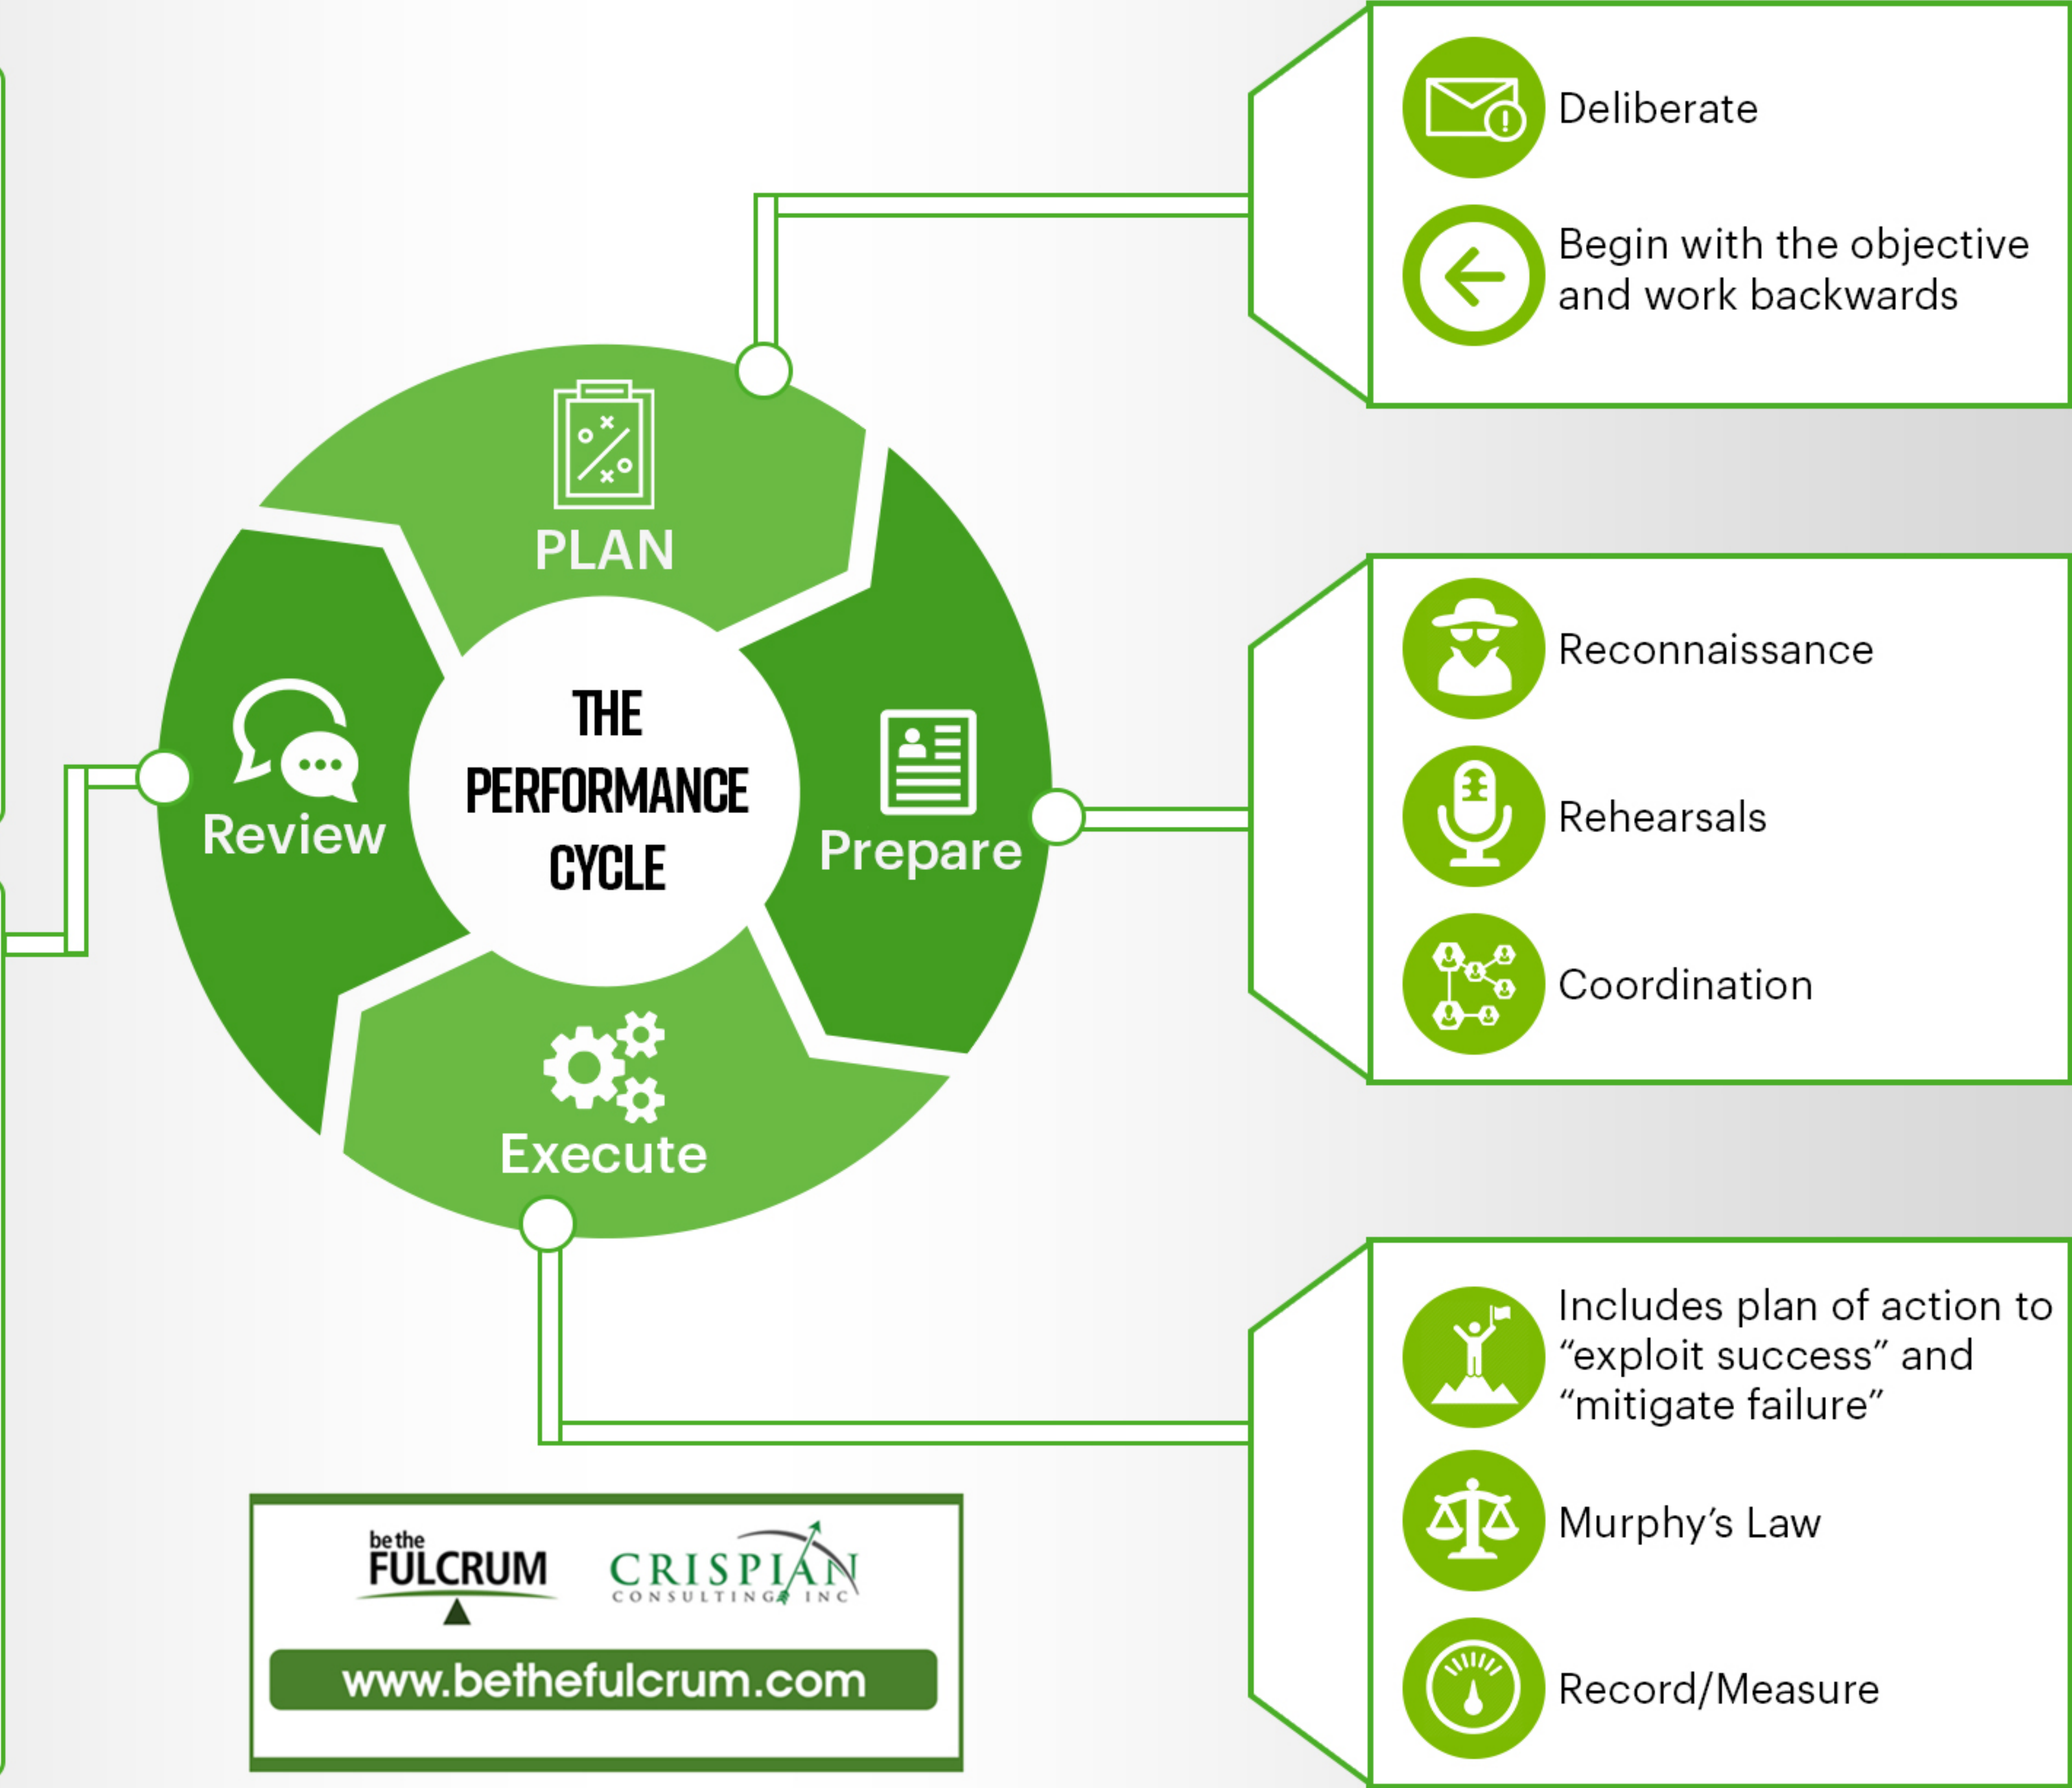 Deliberate
Begin with the objective
and work backwards
PLAN
Reconnaissance
Rehearsals
Coordination
THE
PERFORMANCE
CYCLE
Prepare
Review
Execute
Includes plan of action to
“exploit success” and
“mitigate failure”
Murphy’s Law
Record/Measure
be the
FULCRUM
CRISPIAN
CONSULTING INC
www.bethefulcrum.com